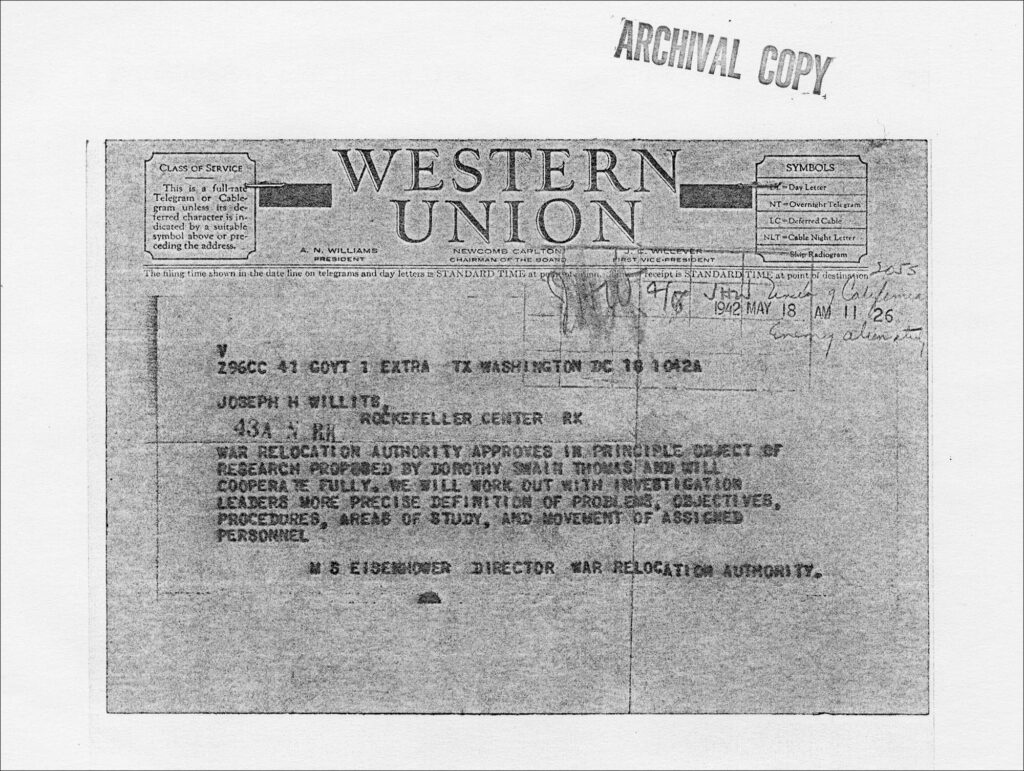 ARCHIVAL COPY
CLASS OF SERVICE
This is a full-rate
Telegram or Cable-
gram unless its de-
ferred character is in-
dicated by a suitable
symbol above or pre-
ceding the address.
WESTERN
UNION
A. N. WILLIAMS
PRESIDENT
NEWCOMB CARLTON
CHAIRMAN OF THE BOARD
J. C. WILLEVER
FIRST VICE-PRESIDENT
SYMBOLS
= Day Letter
NT = Overnight Telegram
LC = Deferred Cable
NLT = Cable Night Letter
Ship Radiogram
The filing time shown in the date line on telegrams and day letters is STANDARD TIME at point of receipt is STANDARD TIME at point of destination
JHW of California
1942 MAY 18 AM 11 26
Enemy alien
V
Z96CC 41 GOVT 1 EXTRA TX WASHINGTON DC 18 1042A
JOSEPH H WILLITS,
ROCKEFELLER CENTER RK
43A N RK
WAR RELOCATION AUTHORITY APPROVES IN PRINCIPLE OBJECT OF
RESEARCH PROPOSED BY DOROTHY SWAIN THOMAS AND WILL
COOPERATE FULLY. WE WILL WORK OUT WITH INVESTIGATION
LEADERS MORE PRECISE DEFINITION OF PROBLEMS, OBJECTIVES,
PROCEDURES, AREAS OF STUDY, AND MOVEMENT OF ASSIGNED
PERSONNEL
M S EISENHOWER DIRECTOR WAR RELOCATION AUTHORITY.